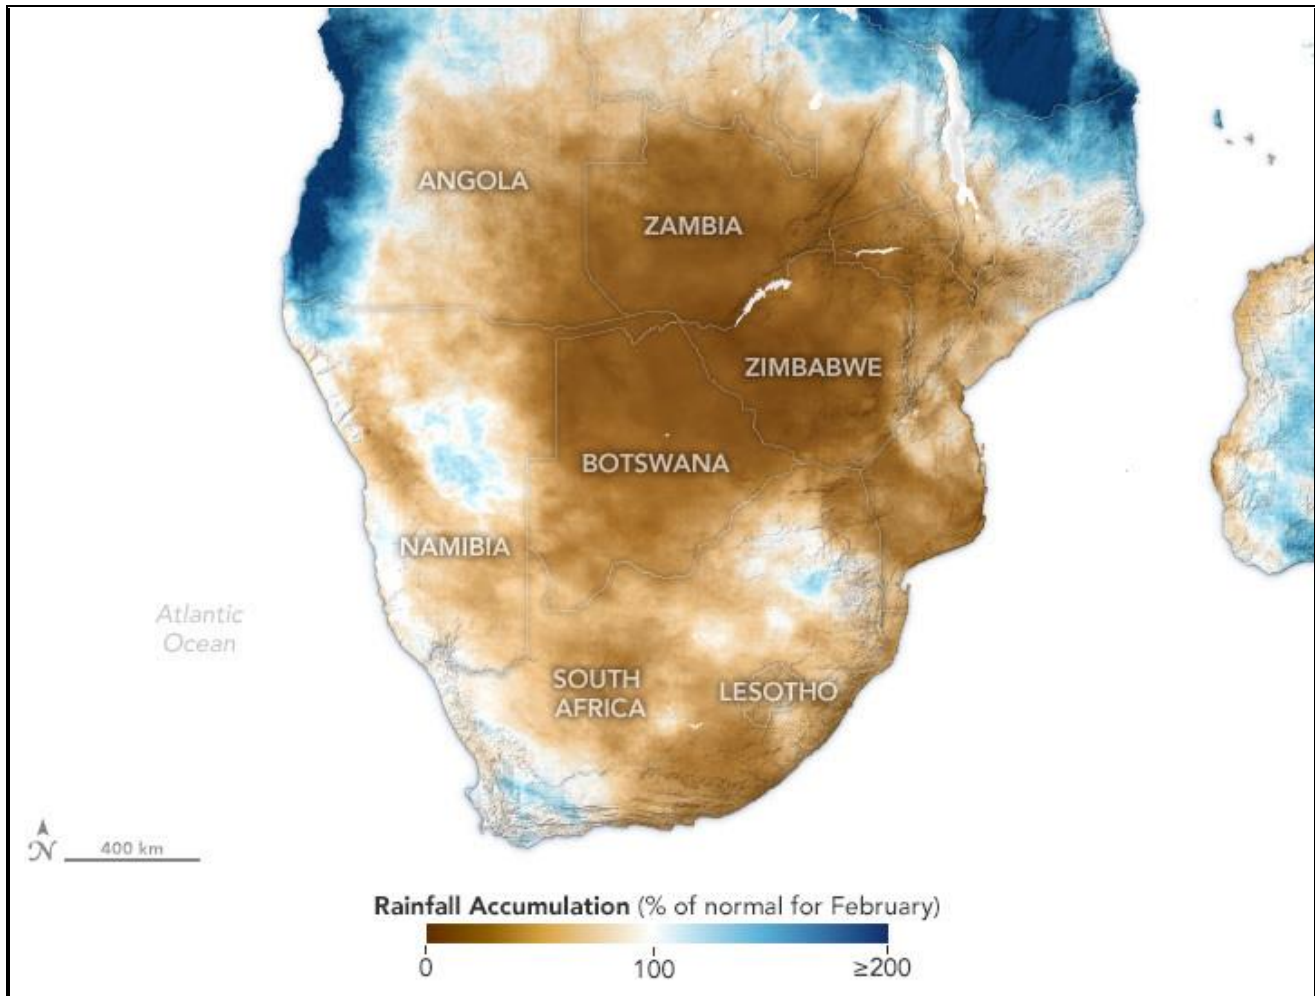 ANGOLA
ZAMBIA
ZIMBABWE
BOTSWANA
NAMIBIA
Atlantic
Ocean
SOUTH
AFRICA
LESOTHO
N
400 km
Rainfall Accumulation (% of normal for February)
0
100
≥200